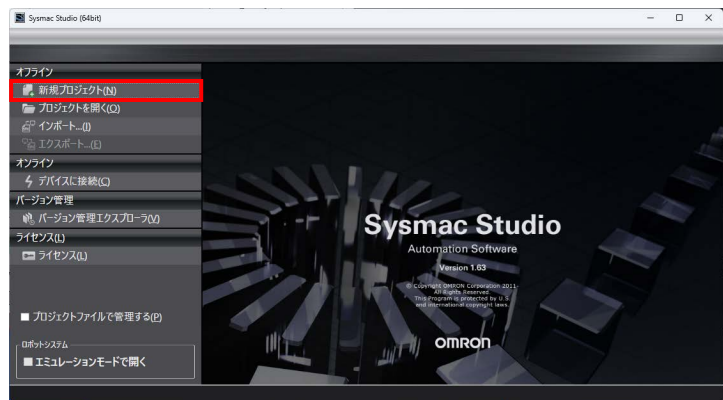 Sysmac Studio (64bit)
オフライン
新規プロジェクト(N)
プロジェクトを開く(O)
インポート...(I)
エクスポート...(E)
オンライン
デバイスに接続(C)
バージョン管理
バージョン管理エクスプローラ(V)
ライセンス(L)
ライセンス(L)
プロジェクトファイルで管理する(P)
ロボットシステム
エミュレーションモードで開く
Sysmac Studio
Automation Software
Version 1.63
© Copyright OMRON Corporation 2011-
All Rights Reserved.
This Program is protected by U.S.
and international copyright laws.
OMRON